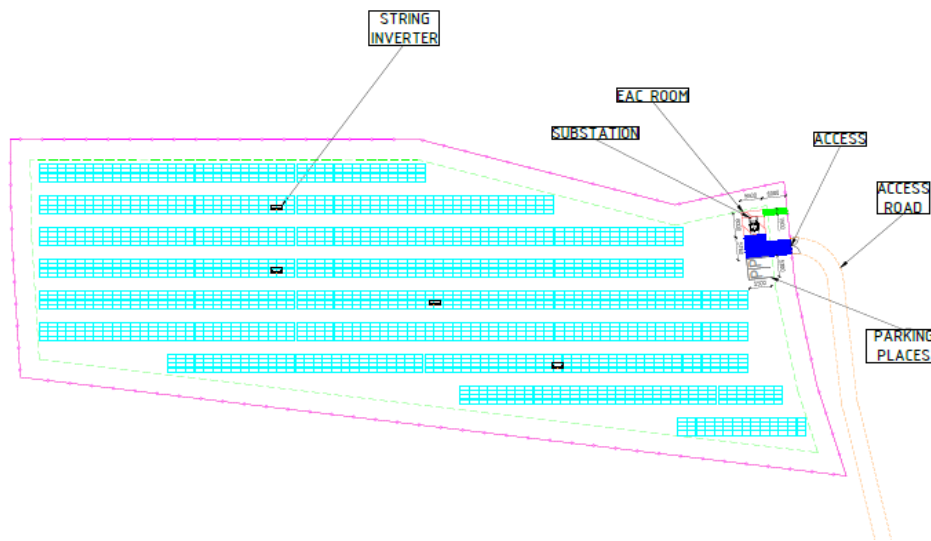 STRING
INVERTER
EAC ROOM
SUBSTATION
ACCESS
ACCESS
ROAD
P
P
PARKING
PLACES